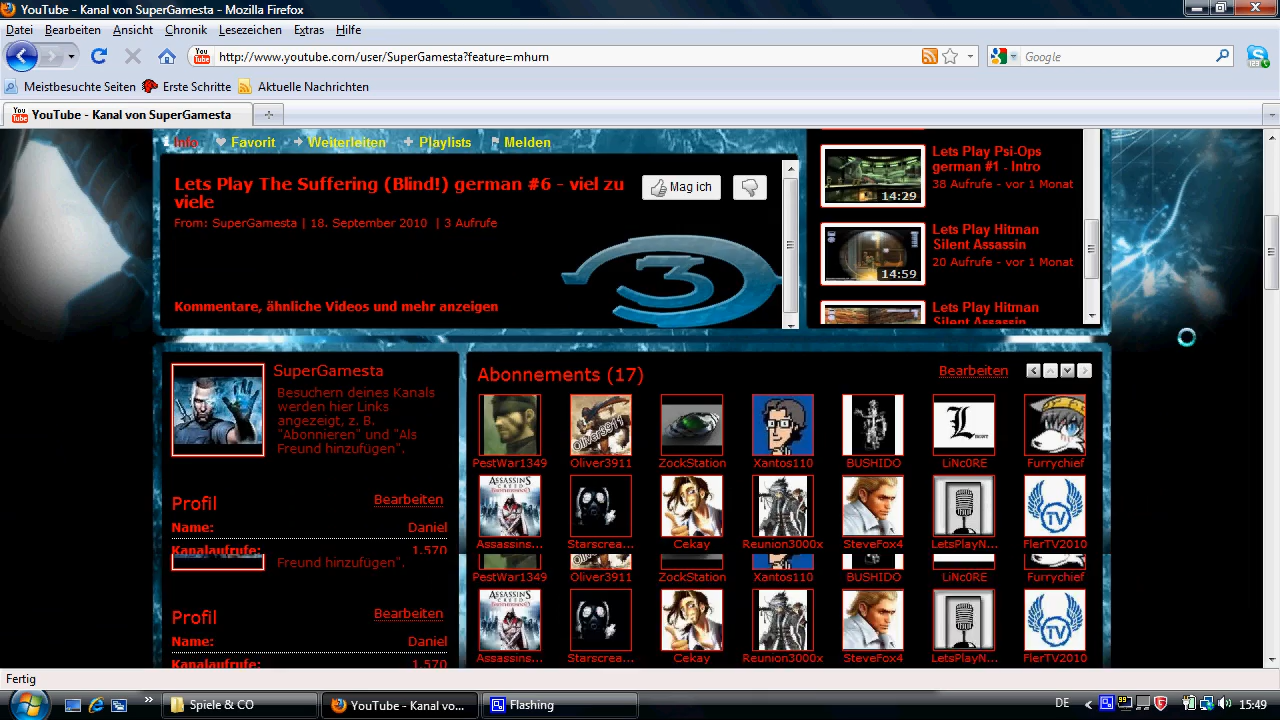 YouTube - Kanal von SuperGamesta - Mozilla Firefox
Datei Bearbeiten Ansicht Chronik Lesezeichen Extras Hilfe
You Tube http://www.youtube.com/user/SuperGamesta?feature=mhum Google
Meistbesuchte Seiten Erste Schritte Aktuelle Nachrichten
You Tube YouTube - Kanal von SuperGamesta
Info Favorit Weiterleiten Playlists Melden
Lets Play The Suffering (Blind!) german #6 - viel zu
viele
Mag ich
From: SuperGamesta | 18. September 2010 | 3 Aufrufe
3
Kommentare, ähnliche Videos und mehr anzeigen
Lets Play Psi-Ops
german #1 - Intro
38 Aufrufe - vor 1 Monat
14:29
Lets Play Hitman
Silent Assassin
20 Aufrufe - vor 1 Monat
14:59
Lets Play Hitman
Silent Assassin
SuperGamesta
Besuchern deines Kanals
werden hier Links
angezeigt, z. B.
"Abonnieren" und "Als
Freund hinzufügen".
Profil Bearbeiten
Name: Daniel
Kanalaufrufe: 1.570
Freund hinzufügen".
Profil Bearbeiten
Name: Daniel
Kanalaufrufe: 1.570
Abonnements (17) Bearbeiten
PestWar1349 Oliver3911 ZockStation Xantos110 BUSHIDO LiNc0RE Furrychief
Assassins... Starscrea... Cekay Reunion3000x SteveFox4 LetsPlayN... FlerTV2010
PestWar1349 Oliver3911 ZockStation Xantos110 BUSHIDO LiNc0RE Furrychief
Assassins... Starscrea... Cekay Reunion3000x SteveFox4 LetsPlayN... FlerTV2010
Fertig
Spiele & CO YouTube - Kanal vo... Flashing DE 15:49